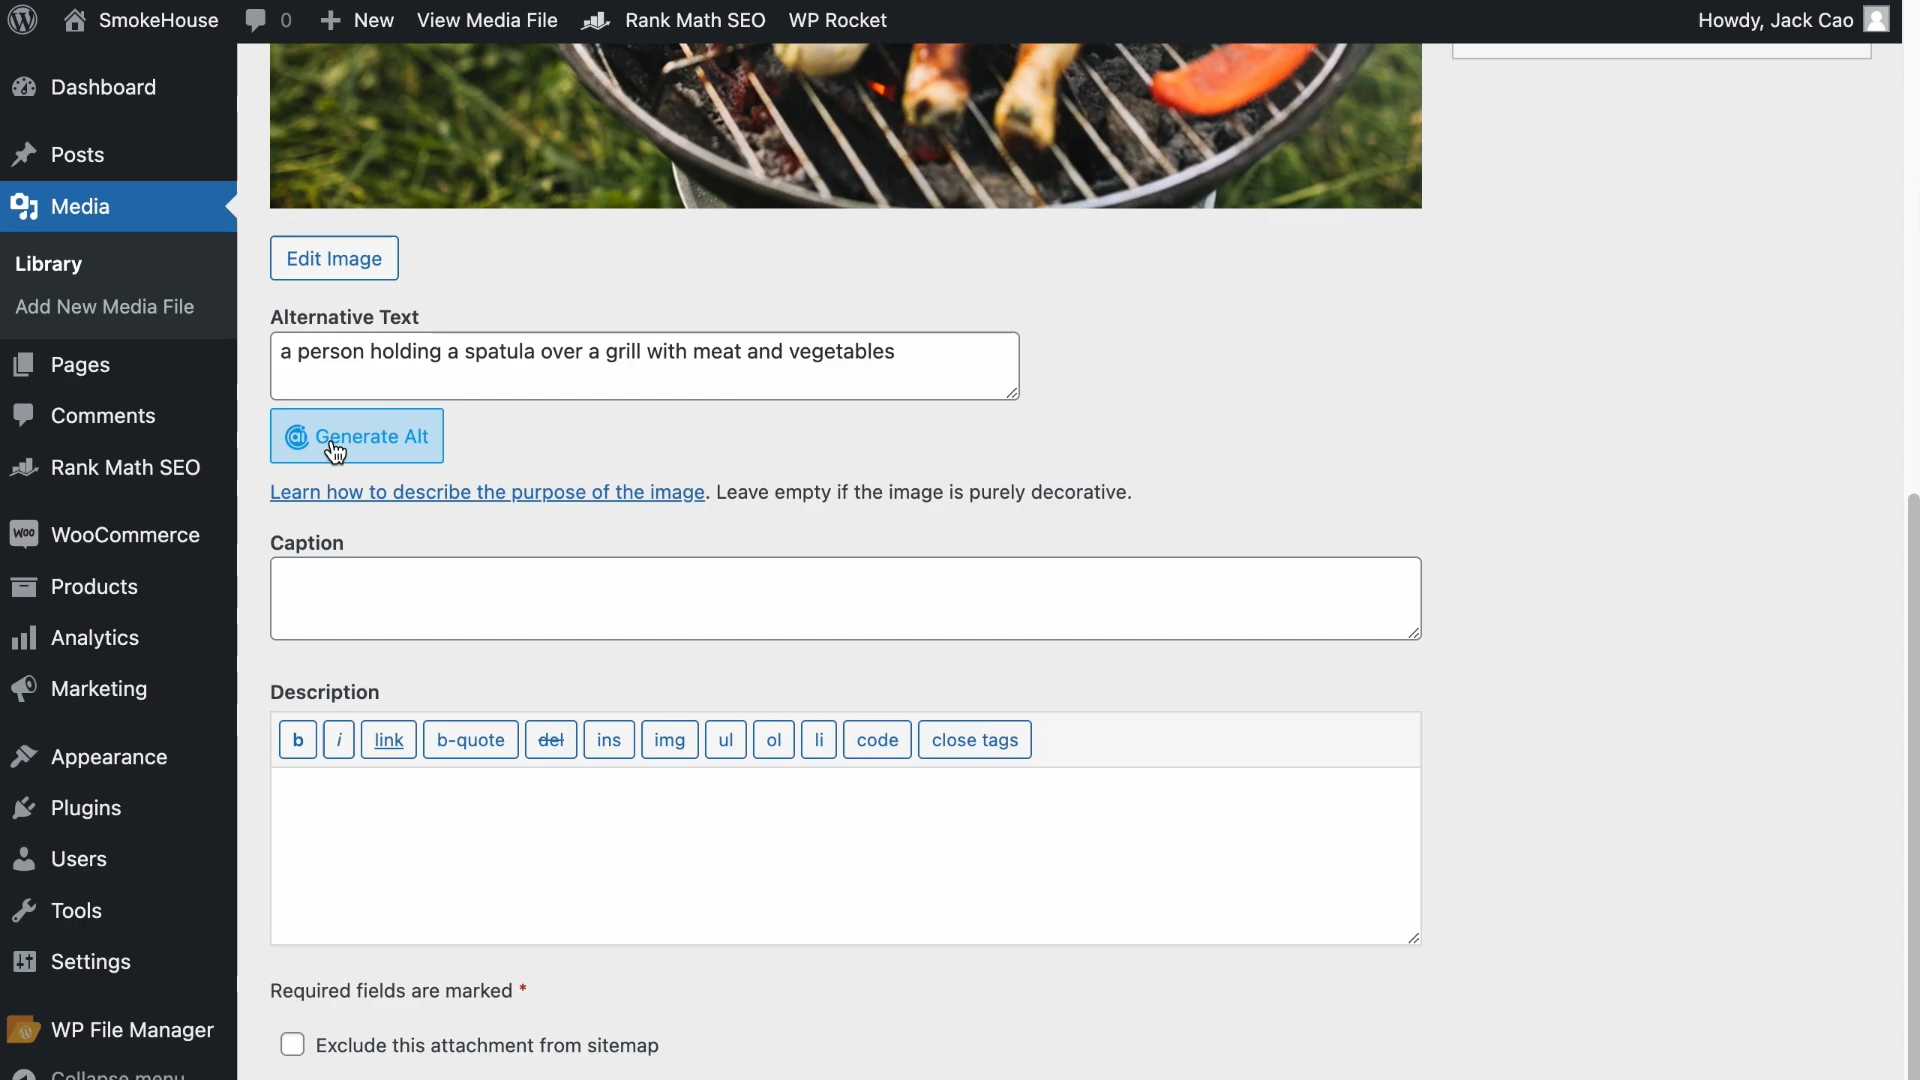 SmokeHouse 0 New View Media File Rank Math SEO WP Rocket Howdy, Jack Cao
Dashboard
Posts
Media
Library
Add New Media File
Pages
Comments
Rank Math SEO
WooCommerce
Products
Analytics
Marketing
Appearance
Plugins
Users
Tools
Settings
WP File Manager
Collapse menu
Edit Image
Alternative Text
a person holding a spatula over a grill with meat and vegetables
Generate Alt
Learn how to describe the purpose of the image. Leave empty if the image is purely decorative.
Caption
Description
b i link b-quote del ins img ul ol li code close tags
Required fields are marked *
Exclude this attachment from sitemap